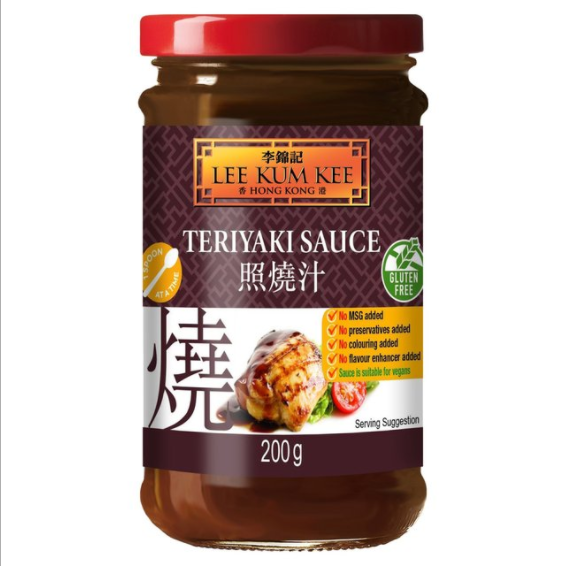 李錦記
LEE KUM KEE
香 HONG KONG 港
TERIYAKI SAUCE
照燒汁
1 SPOON
AT A TIME
GLUTEN
FREE
燒
No MSG added
No preservatives added
No colouring added
No flavour enhancer added
Sauce is suitable for vegans
Serving Suggestion
200 g